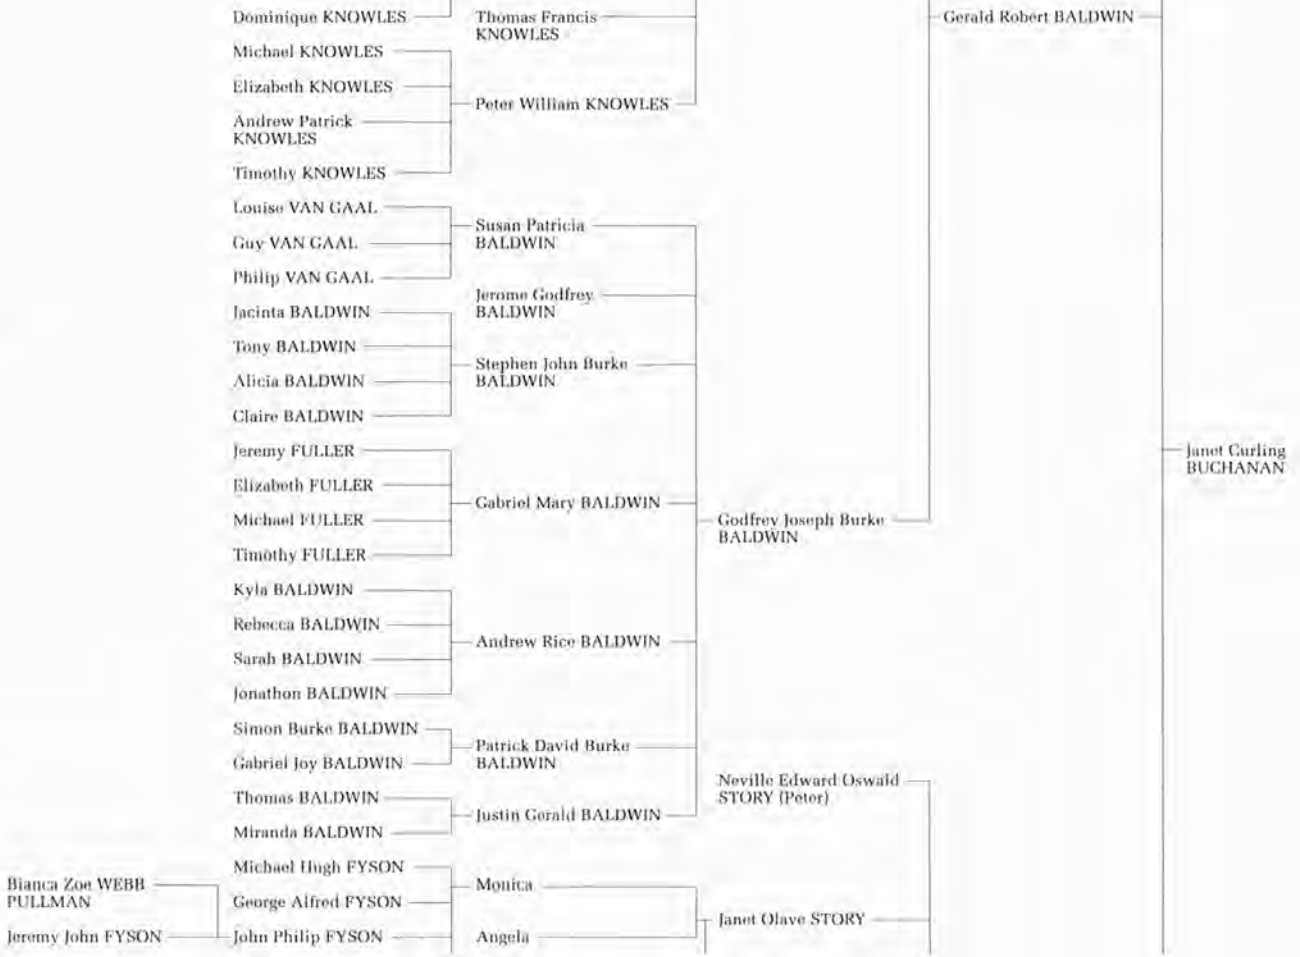 Dominique KNOWLES
Thomas Francis
KNOWLES
Gerald Robert BALDWIN
Michael KNOWLES
Elizabeth KNOWLES
Peter William KNOWLES
Andrew Patrick
KNOWLES
Timothy KNOWLES
Louise VAN GAAL
Susan Patricia
BALDWIN
Guy VAN GAAL
Philip VAN GAAL
Jerome Godfrey
BALDWIN
Jacinta BALDWIN
Tony BALDWIN
Stephen John Burke
BALDWIN
Alicia BALDWIN
Claire BALDWIN
Jeremy FULLER
Janet Curling
BUCHANAN
Elizabeth FULLER
Gabriel Mary BALDWIN
Michael FULLER
Godfrey Joseph Burke
BALDWIN
Timothy FULLER
Kyla BALDWIN
Rebecca BALDWIN
Andrew Rice BALDWIN
Sarah BALDWIN
Jonathon BALDWIN
Simon Burke BALDWIN
Patrick David Burke
BALDWIN
Gabriel Joy BALDWIN
Neville Edward Oswald
STORY (Peter)
Thomas BALDWIN
Justin Gerald BALDWIN
Miranda BALDWIN
Michael Hugh FYSON
Bianca Zoe WEBB
PULLMAN
Monica
George Alfred FYSON
Janet Olave STORY
Jeremy John FYSON
John Philip FYSON
Angela